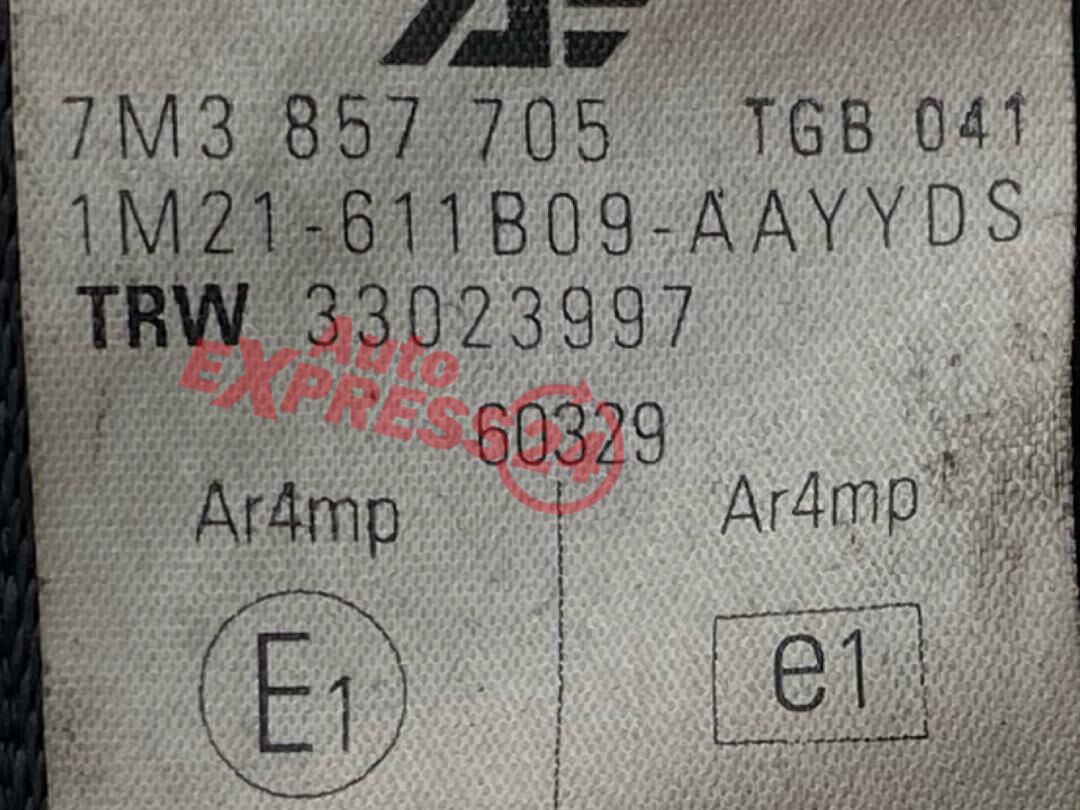 7M3 857 705 TGB 041
1M21-611B09-AAYYDS
TRW 33023997
Auto
EXPRESS24
60329
Ar4mp Ar4mp
E1 e1